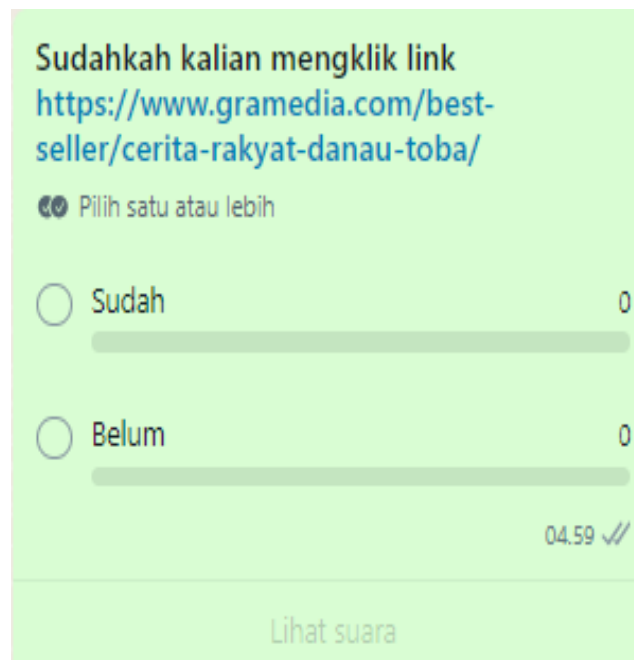 Sudahkah kalian mengklik link
https://www.gramedia.com/best-
seller/cerita-rakyat-danau-toba/
Pilih satu atau lebih
Sudah 0
Belum 0
04.59
Lihat suara